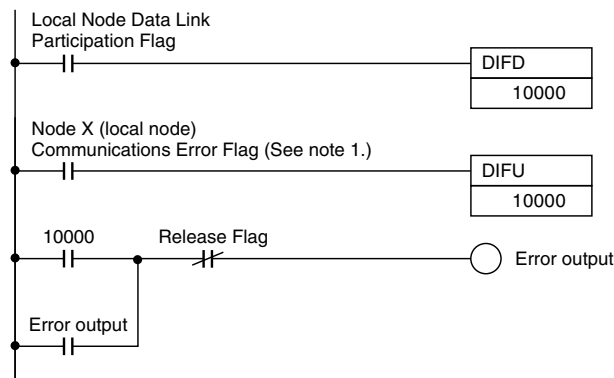 Local Node Data Link
Participation Flag
DIFD
10000
Node X (local node)
Communications Error Flag (See note 1.)
DIFU
10000
10000
Release Flag
Error output
Error output